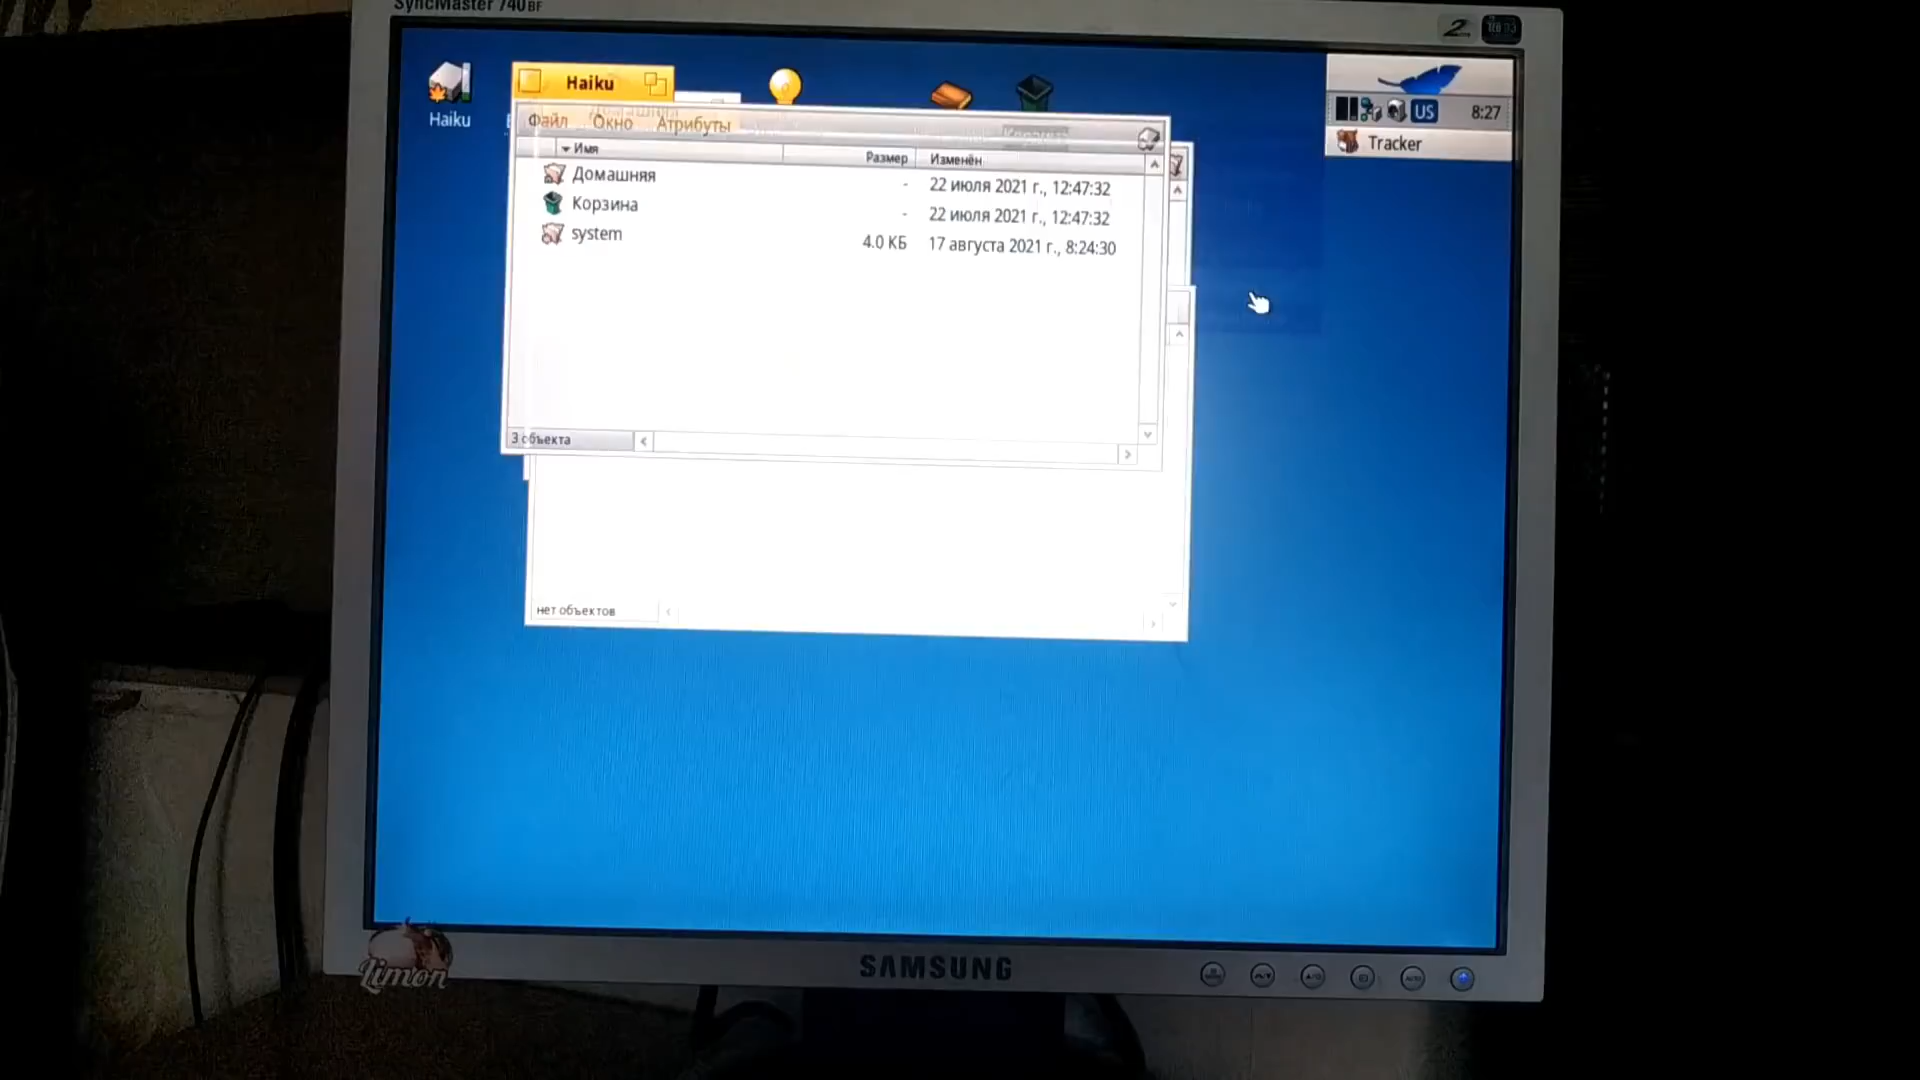 SyncMaster 740BF
2
Haiku
Haiku
Файл Окно Атрибуты
Имя Размер Изменён
Домашняя - 22 июля 2021 г., 12:47:32
Корзина - 22 июля 2021 г., 12:47:32
system 4.0 КБ 17 августа 2021 г., 8:24:30
3 объекта
нет объектов
US 8:27
Tracker
Limon
SAMSUNG